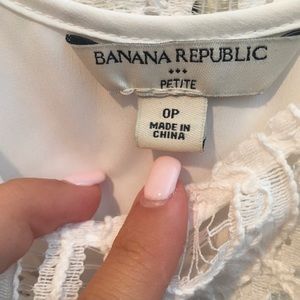 BANANA REPUBLIC
PETITE
0P
MADE IN
CHINA